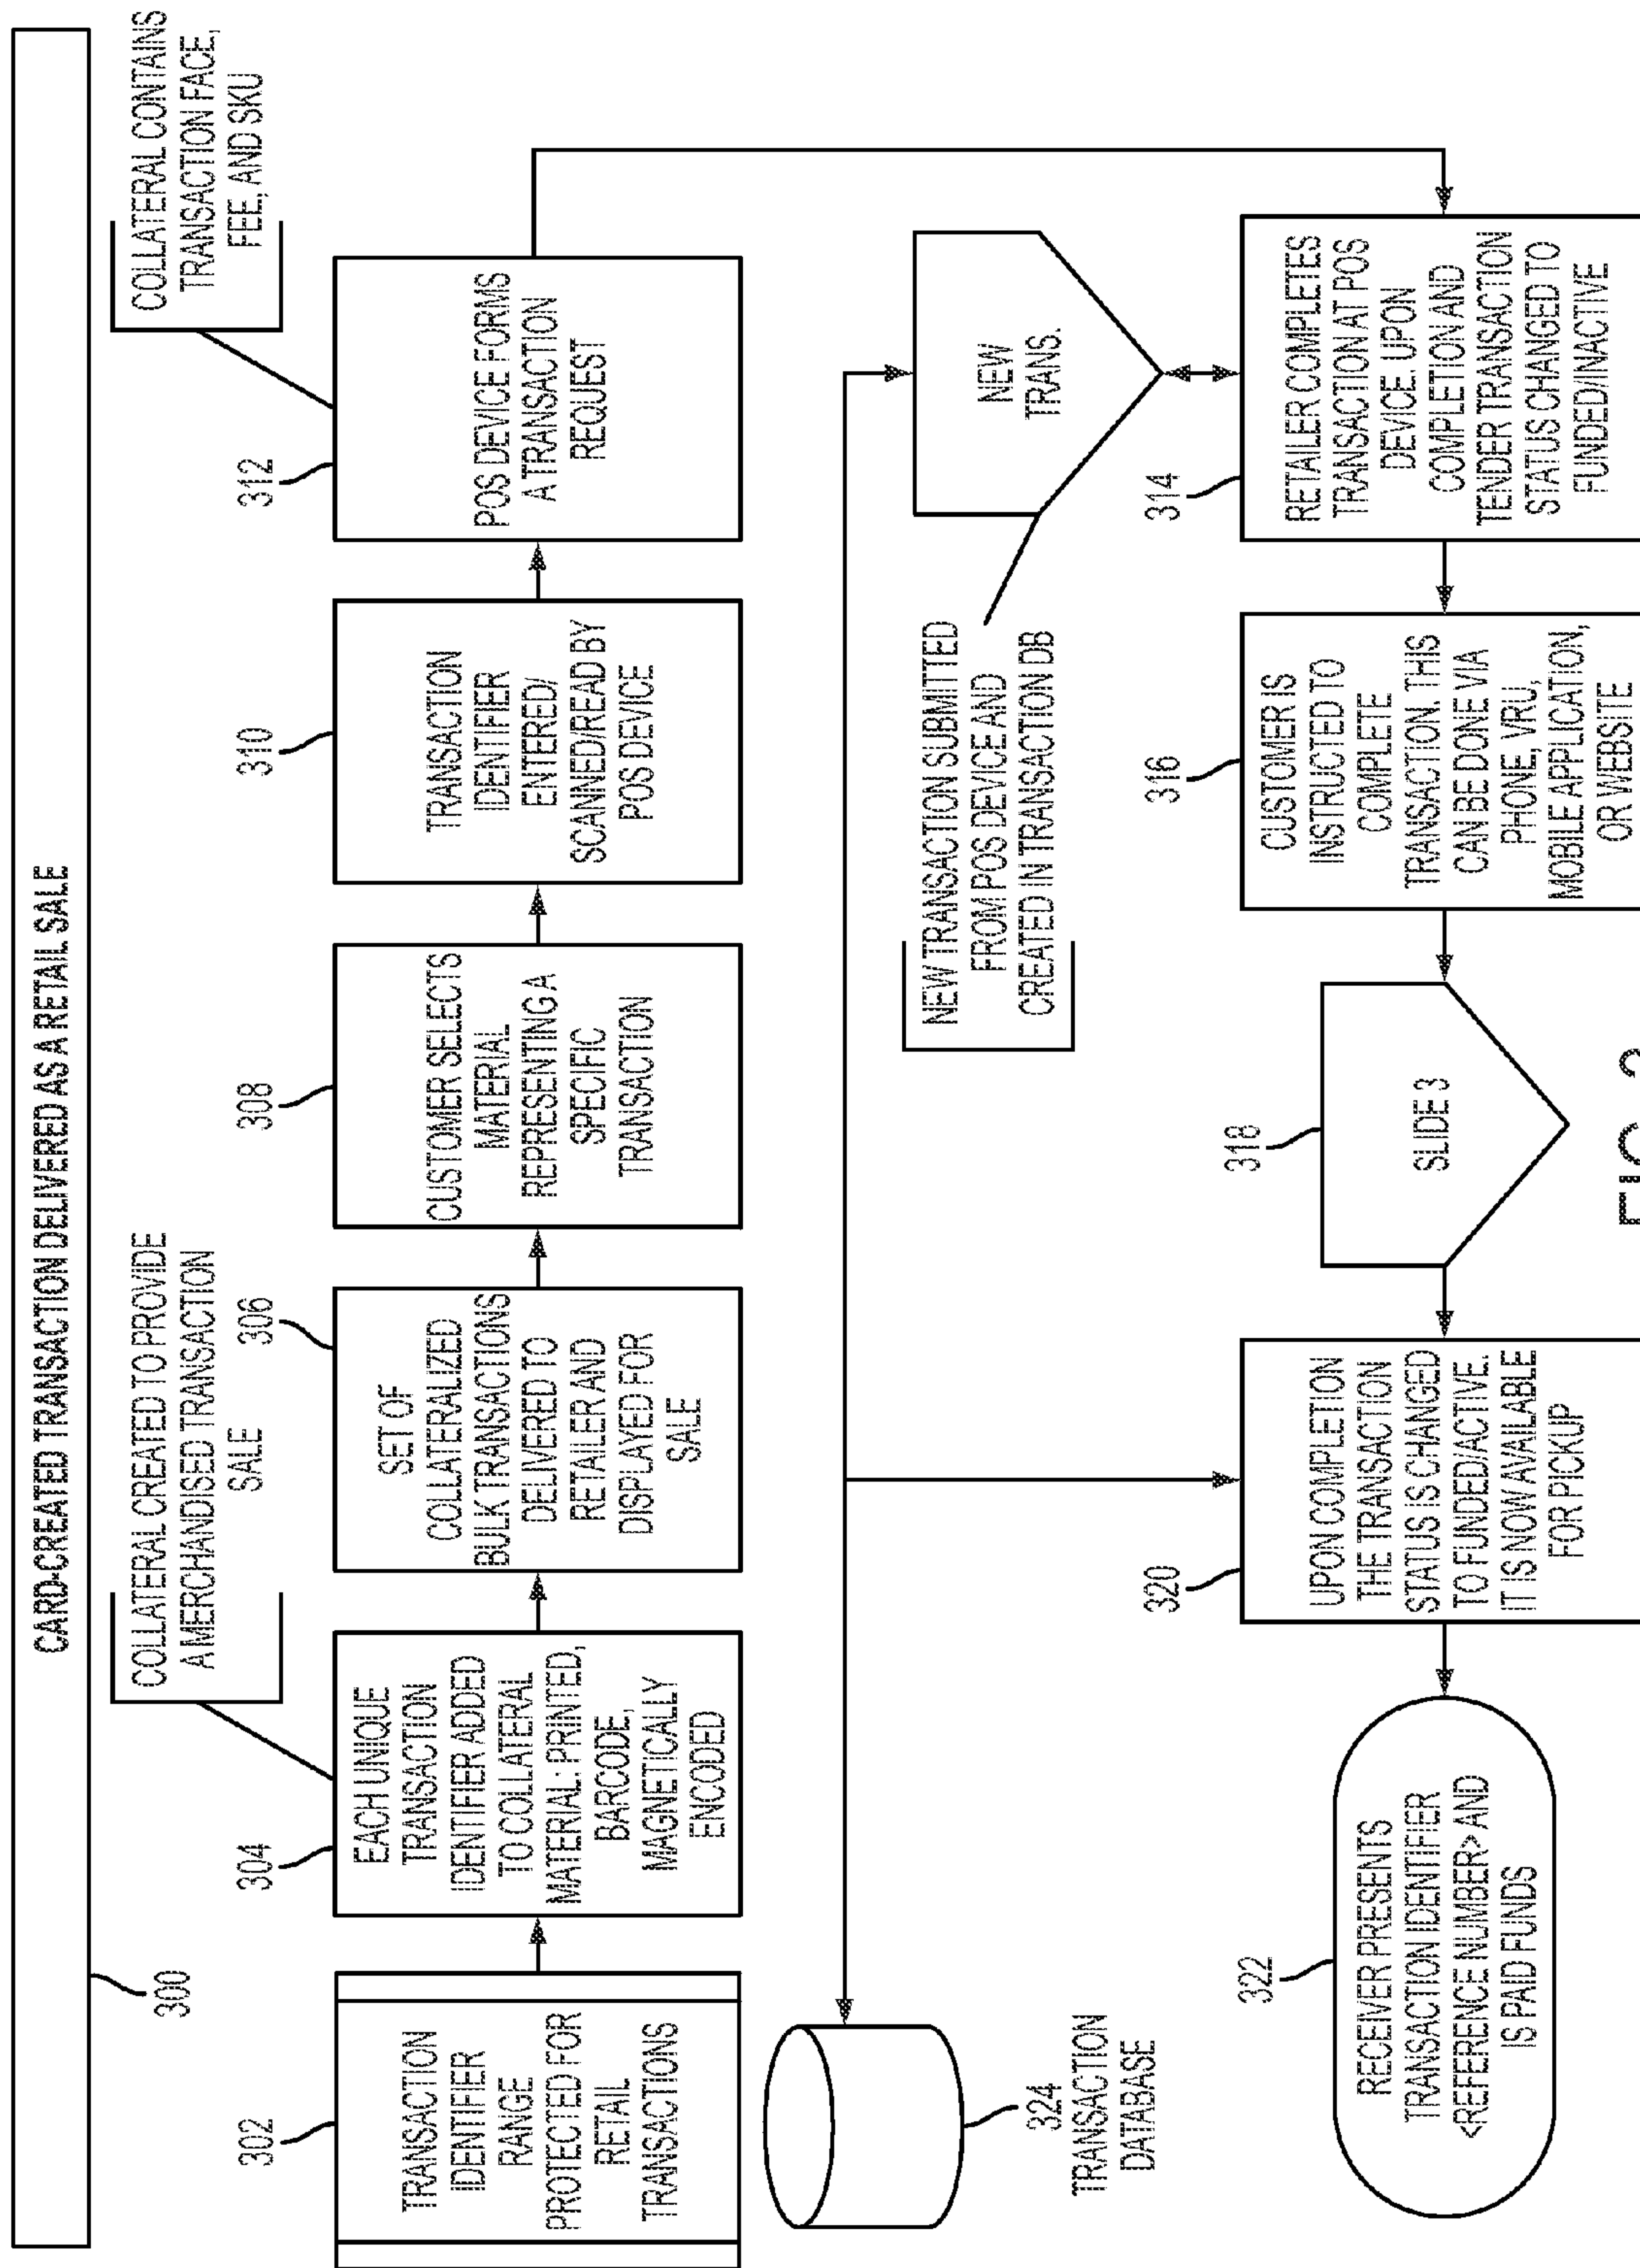 CARD-CREATED TRANSACTION DELIVERED AS A RETAIL SALE
300
COLLATERAL CREATED TO PROVIDE
A MERCHANDISED TRANSACTION
SALE
COLLATERAL CONTAINS
TRANSACTION FACE,
FEE, AND SKU
302
TRANSACTION
IDENTIFIER
RANGE
PROTECTED FOR
RETAIL
TRANSACTIONS
304
EACH UNIQUE
TRANSACTION
IDENTIFIER ADDED
TO COLLATERAL
MATERIAL: PRINTED,
BARCODE,
MAGNETICALLY
ENCODED
306
SET OF
COLLATERALIZED
BULK TRANSACTIONS
DELIVERED TO
RETAILER AND
DISPLAYED FOR
SALE
308
CUSTOMER SELECTS
MATERIAL
REPRESENTING A
SPECIFIC
TRANSACTION
310
TRANSACTION
IDENTIFIER
ENTERED/
SCANNED/READ BY
POS DEVICE
312
POS DEVICE FORMS
A TRANSACTION
REQUEST
324
TRANSACTION
DATABASE
NEW TRANSACTION SUBMITTED
FROM POS DEVICE AND
CREATED IN TRANSACTION DB
NEW
TRANS.
314
RETAILER COMPLETES
TRANSACTION AT POS
DEVICE. UPON
COMPLETION AND
TENDER TRANSACTION
STATUS CHANGED TO
FUNDED/INACTIVE
316
CUSTOMER IS
INSTRUCTED TO
COMPLETE
TRANSACTION. THIS
CAN BE DONE VIA
PHONE, VRU,
MOBILE APPLICATION,
OR WEBSITE
318
SLIDE 3
320
UPON COMPLETION
THE TRANSACTION
STATUS IS CHANGED
TO FUNDED/ACTIVE.
IT IS NOW AVAILABLE
FOR PICKUP
322
RECEIVER PRESENTS
TRANSACTION IDENTIFIER
<REFERENCE NUMBER> AND
IS PAID FUNDS